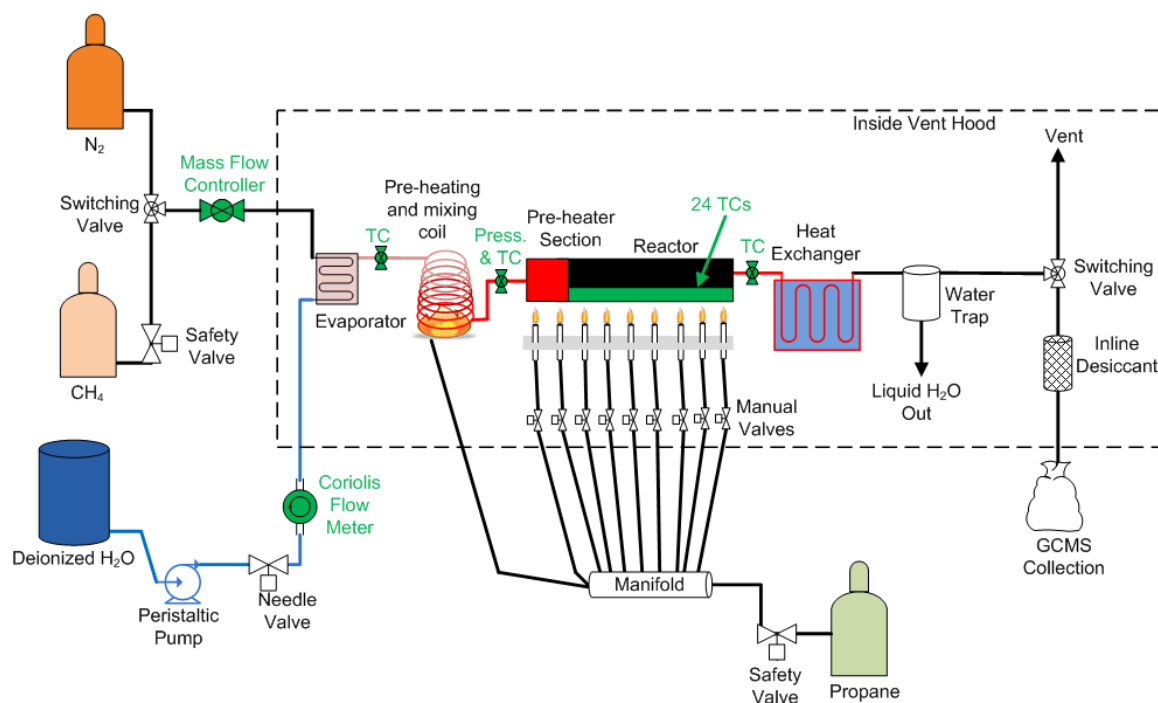 N₂
Mass Flow
Controller
Switching
Valve
CH₄
Safety
Valve
Deionized H₂O
Peristaltic
Pump
Needle
Valve
Coriolis
Flow
Meter
Inside Vent Hood
Evaporator
TC
Pre-heating
and mixing
coil
Press.
& TC
Pre-heater
Section
Reactor
24 TCs
TC
Heat
Exchanger
Manual
Valves
Manifold
Safety
Valve
Propane
Water
Trap
Liquid H₂O
Out
Vent
Switching
Valve
Inline
Desiccant
GCMS
Collection